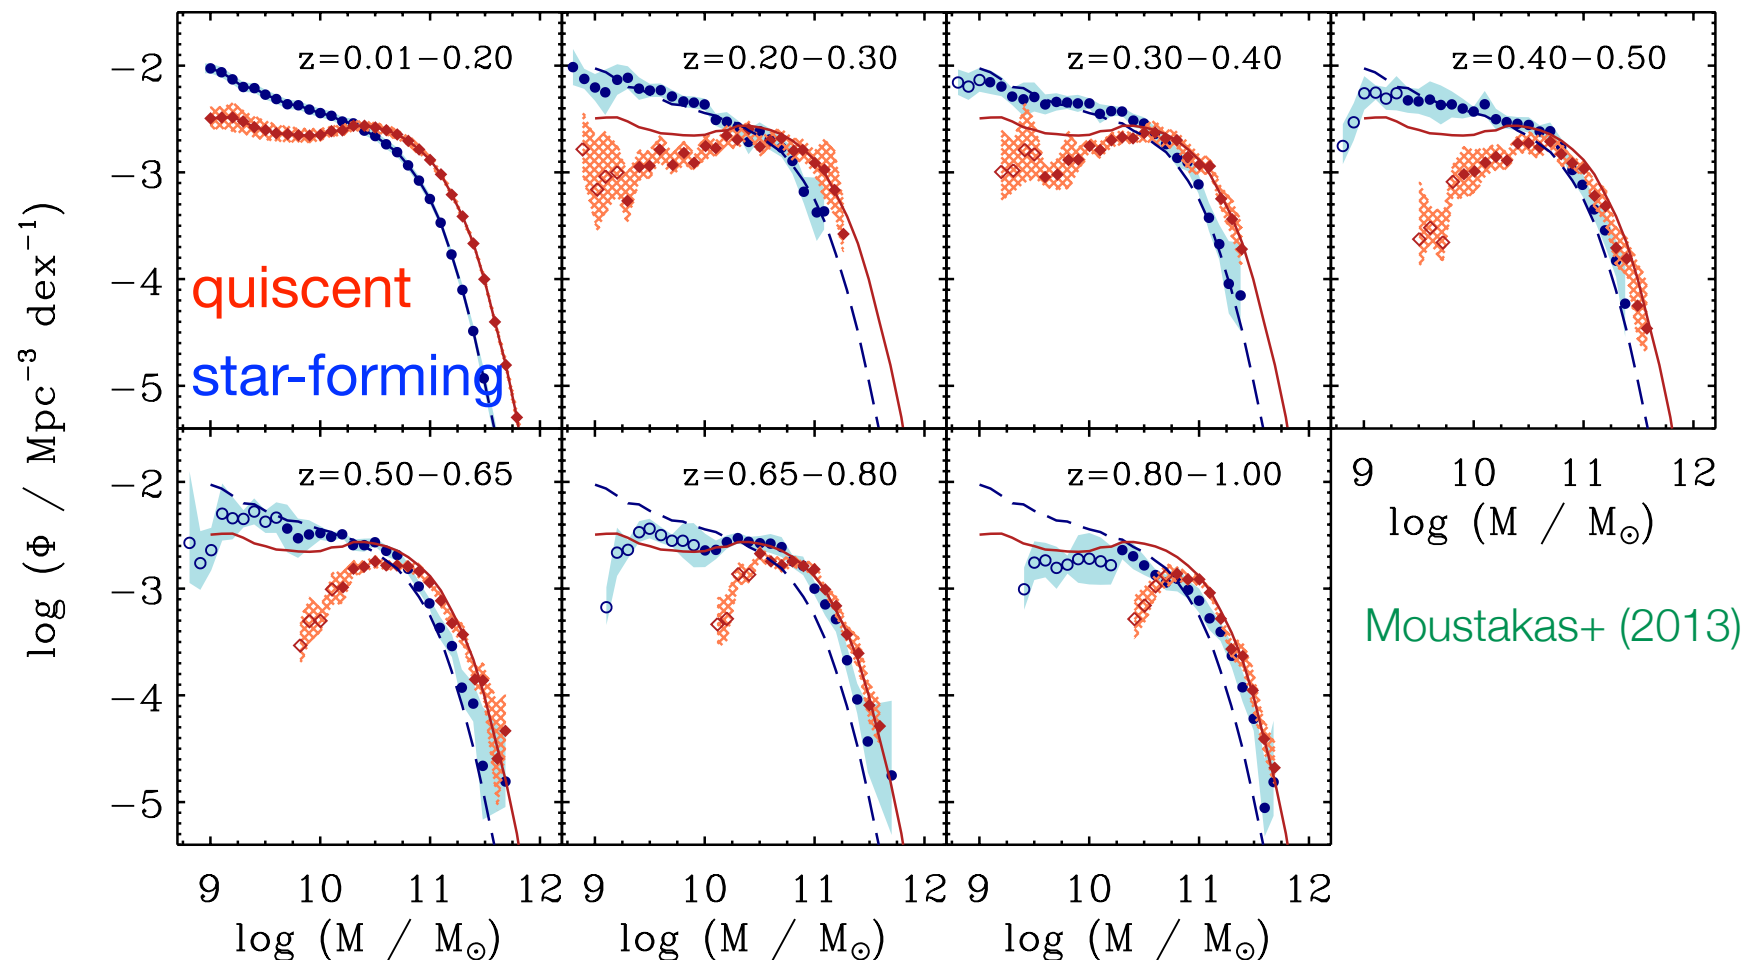 z=0.01−0.20
z=0.20−0.30
z=0.30−0.40
z=0.40−0.50
−2
−3
−4
−5
quiscent
star-forming
log (Φ / Mpc⁻³ dex⁻¹)
9 10 11 12
log (M / M⊙)
z=0.50−0.65
z=0.65−0.80
z=0.80−1.00
−2
−3
−4
−5
Moustakas+ (2013)
9 10 11 12
9 10 11 12
9 10 11 12
log (M / M⊙)
log (M / M⊙)
log (M / M⊙)